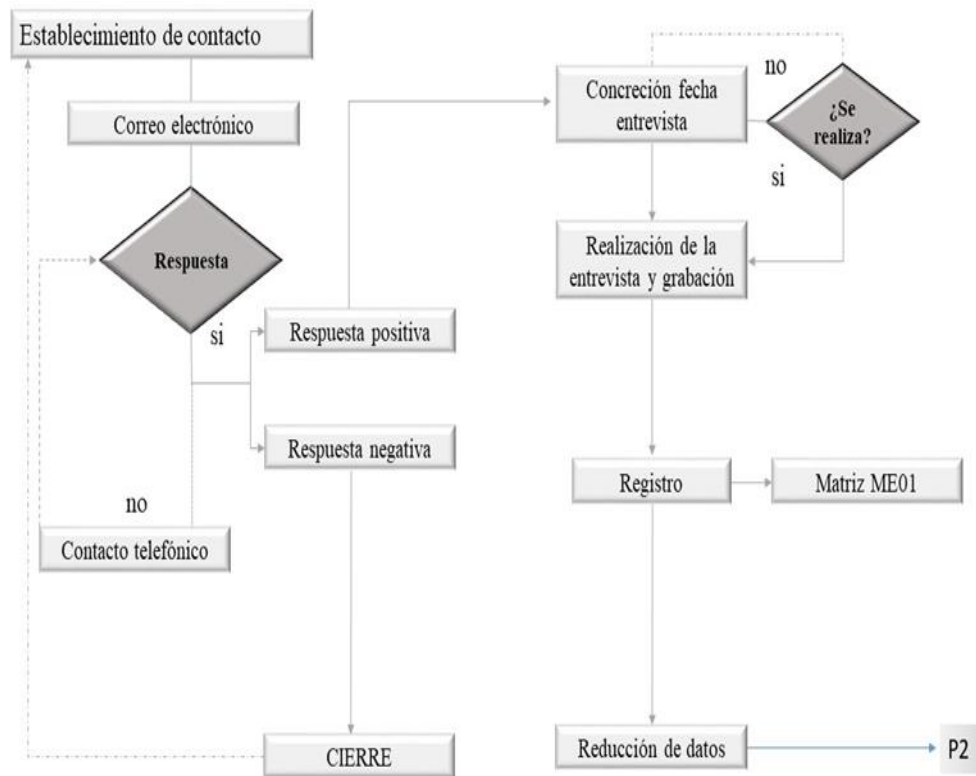 Establecimiento de contacto
Correo electrónico
Respuesta
si
Respuesta positiva
Respuesta negativa
no
Contacto telefónico
CIERRE
Concreción fecha
entrevista
no
¿Se
realiza?
si
Realización de la
entrevista y grabación
Registro
Matriz ME01
Reducción de datos
P2